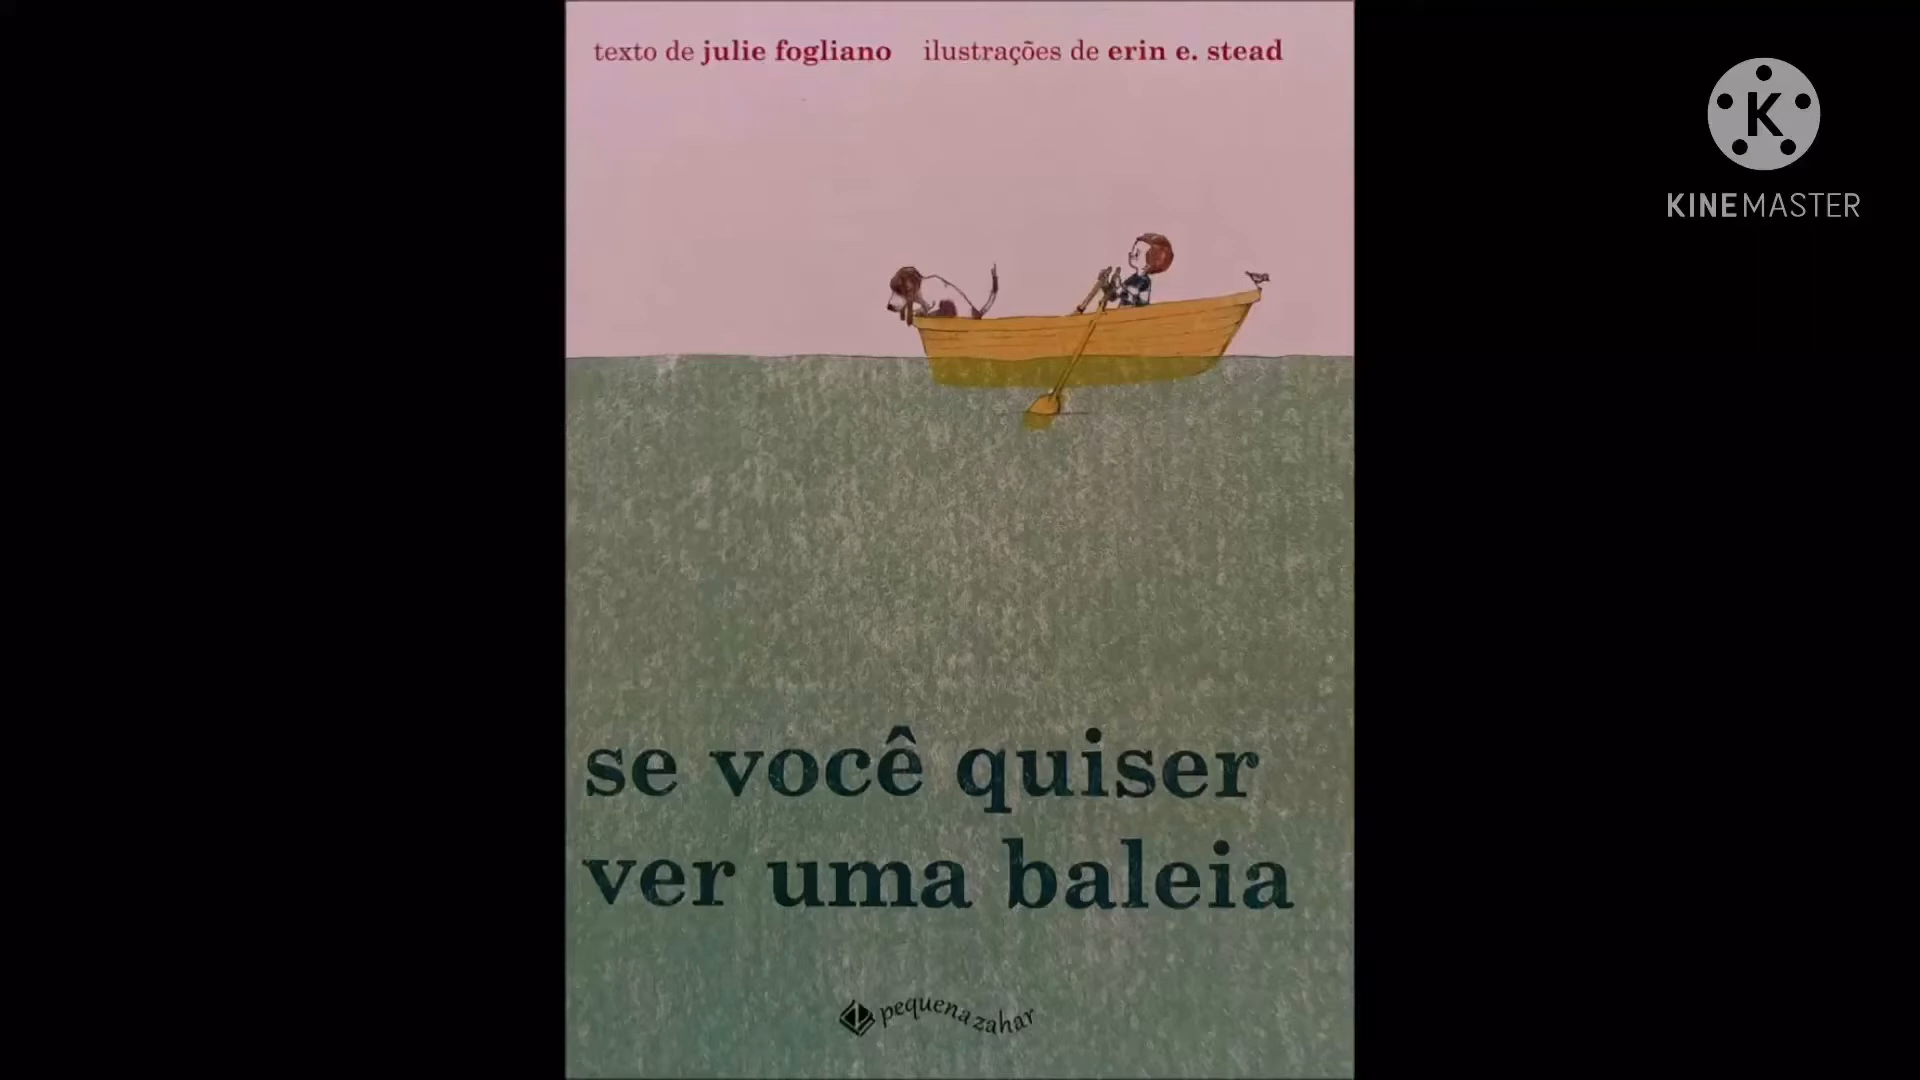 texto de julie fogliano ilustrações de erin e. stead
K
KINEMASTER
se você quiser
ver uma baleia
pequena zahar